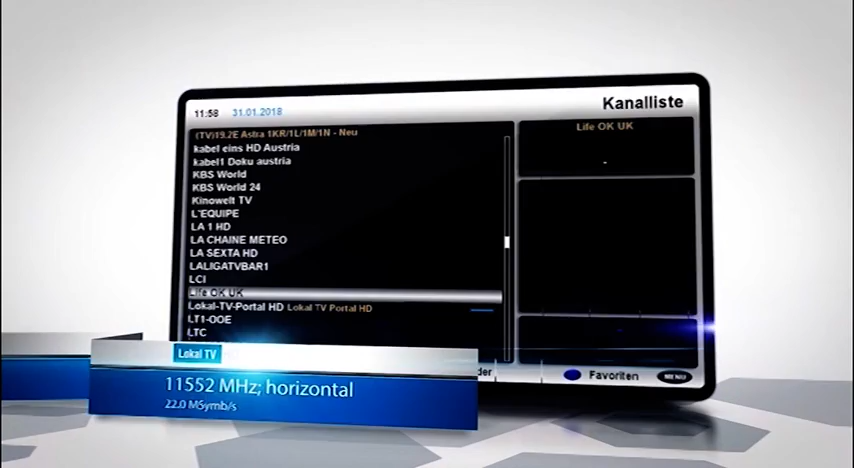 11:58 31.01.2018
Kanalliste
(TV)19.2E Astra 1KR/1L/1M/1N - Neu
kabel eins HD Austria
kabel1 Doku austria
KBS World
KBS World 24
Kinowelt TV
L'EQUIPE
LA 1 HD
LA CHAINE METEO
LA SEXTA HD
LALIGATVBAR1
LCI
Life OK UK
Lokal-TV-Portal HD Lokal TV Portal HD
LT1-OOE
LTC
Life OK UK
der
Favoriten
MENU
Lokal TV
11552 MHz; horizontal
22.0 MSymb/s